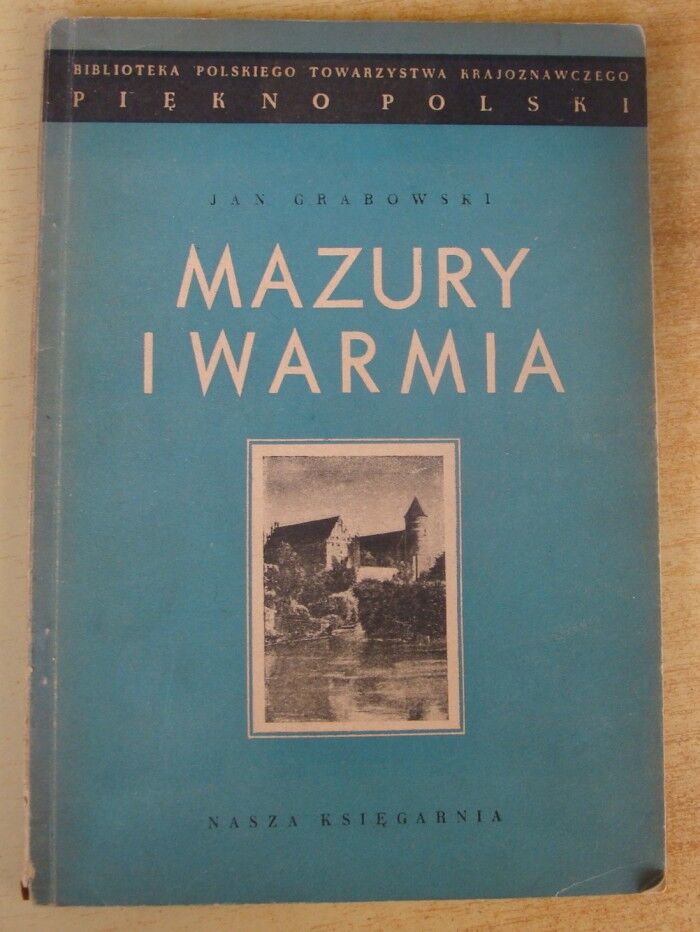 BIBLIOTEKA POLSKIEGO TOWARZYSTWA KRAJOZNAWCZEGO
PIĘKNO POLSKI
JAN GRABOWSKI
MAZURY
I WARMIA
NASZA KSIĘGARNIA